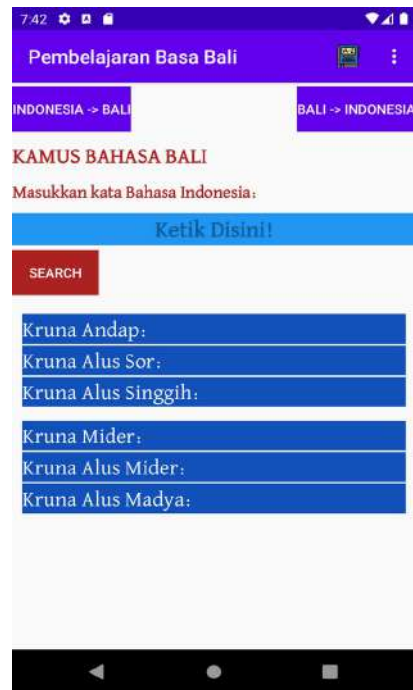 7:42
Pembelajaran Basa Bali
INDONESIA -> BALI
BALI -> INDONESIA
KAMUS BAHASA BALI
Masukkan kata Bahasa Indonesia:
Ketik Disini!
SEARCH
Kruna Andap:
Kruna Alus Sor:
Kruna Alus Singgih:
Kruna Mider:
Kruna Alus Mider:
Kruna Alus Madya: